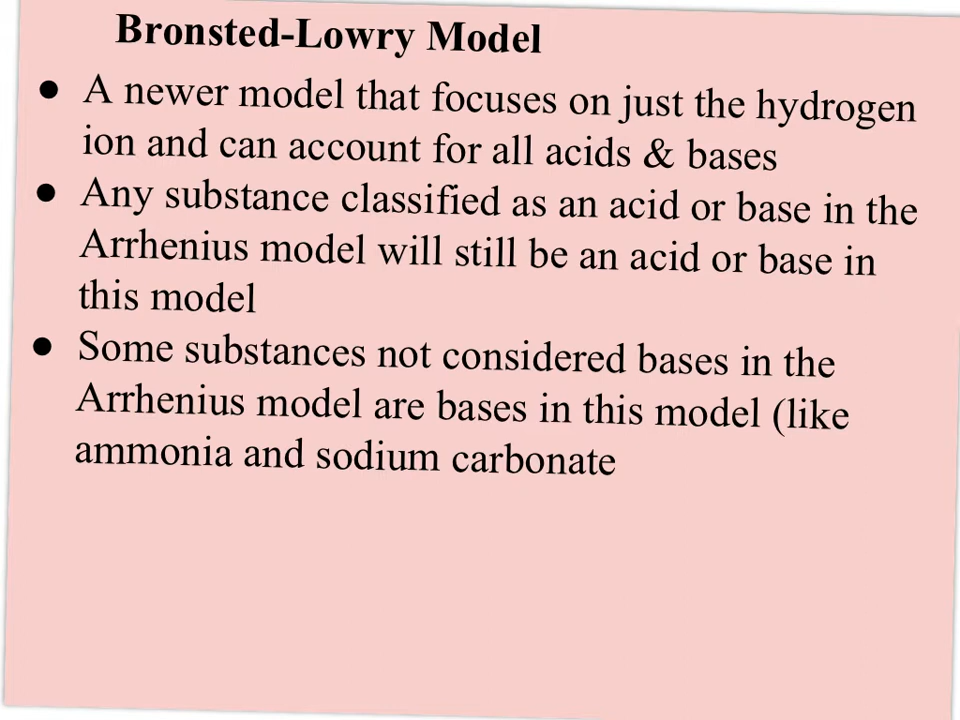 Bronsted-Lowry Model
● A newer model that focuses on just the hydrogen
ion and can account for all acids & bases
● Any substance classified as an acid or base in the
Arrhenius model will still be an acid or base in
this model
● Some substances not considered bases in the
Arrhenius model are bases in this model (like
ammonia and sodium carbonate